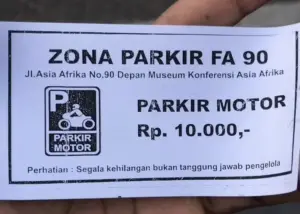 ZONA PARKIR FA 90
Jl.Asia Afrika No.90 Depan Museum Konferensi Asia Afrika
P
PARKIR
MOTOR
PARKIR MOTOR
Rp. 10.000,-
Perhatian : Segala kehilangan bukan tanggung jawab pengelola